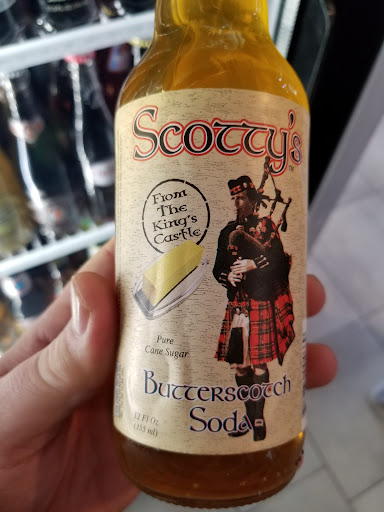 Scotty's
From
The
King's
Castle
Pure
Cane Sugar
Butterscotch
Soda
12 Fl Oz
(355 ml)